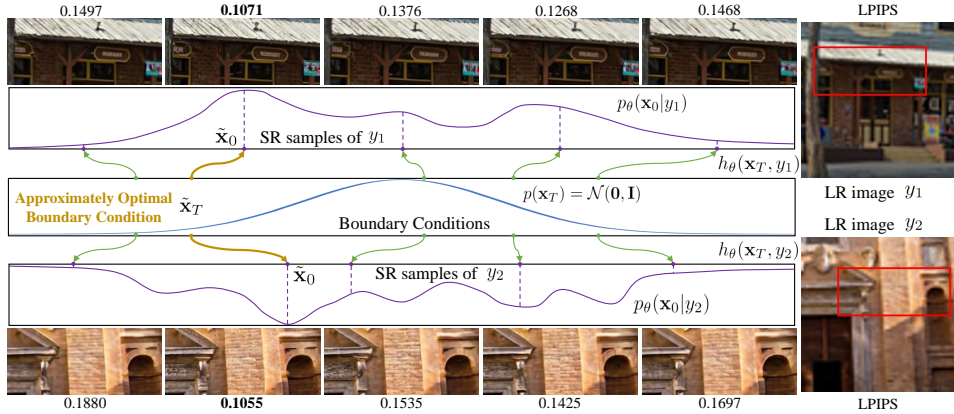 0.1497 0.1071 0.1376 0.1268 0.1468 LPIPS
p_θ(x_0|y_1)
x̃_0 SR samples of y_1
h_θ(x_T, y_1)
Approximately Optimal
Boundary Condition
x̃_T
p(x_T) = N(0, I)
Boundary Conditions
LR image y_1
LR image y_2
h_θ(x_T, y_2)
x̃_0 SR samples of y_2
p_θ(x_0|y_2)
0.1880 0.1055 0.1535 0.1425 0.1697 LPIPS